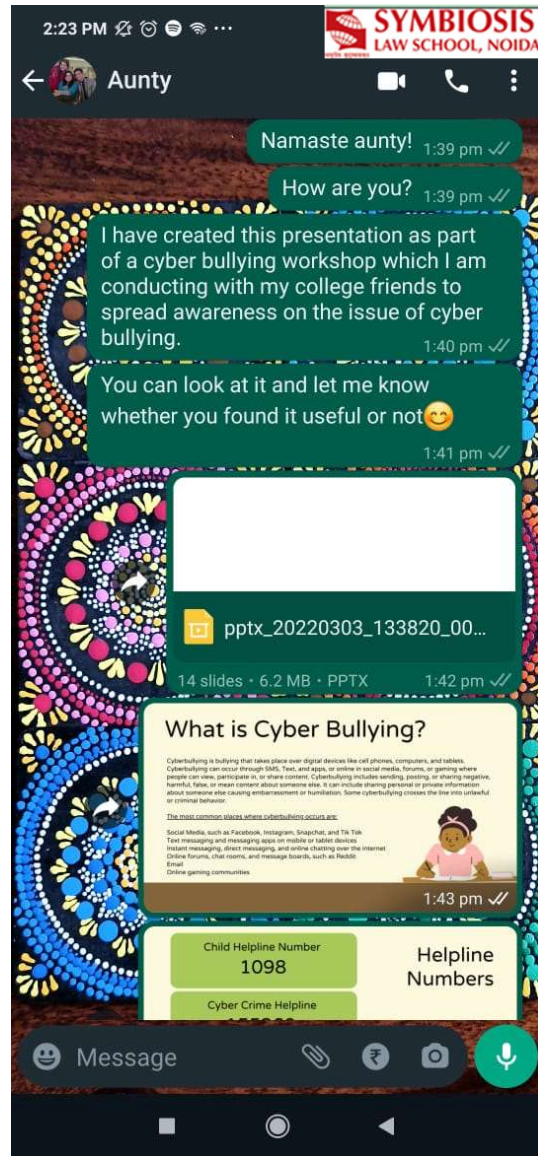 2:23 PM
SYMBIOSIS
LAW SCHOOL, NOIDA
Aunty
Namaste aunty! 1:39 pm
How are you? 1:39 pm
I have created this presentation as part
of a cyber bullying workshop which I am
conducting with my college friends to
spread awareness on the issue of cyber
bullying. 1:40 pm
You can look at it and let me know
whether you found it useful or not😊
1:41 pm
pptx_20220303_133820_00...
14 slides • 6.2 MB • PPTX 1:42 pm
What is Cyber Bullying?
Cyberbullying is bullying that takes place over digital devices like cell phones, computers, and tablets.
Cyberbullying can occur through SMS, Text, and apps, or online in social media, forums, or gaming where
people can view, participate in, or share content. Cyberbullying includes sending, posting, or sharing negative,
harmful, false, or mean content about someone else. It can include sharing personal or private information
about someone else causing embarrassment or humiliation. Some cyberbullying crosses the line into unlawful
or criminal behavior.
The most common places where cyberbullying occurs are:
Social Media, such as Facebook, Instagram, Snapchat, and Tik Tok
Text messaging and messaging apps on mobile or tablet devices
Instant messaging, direct messaging, and online chatting over the internet
Online forums, chat rooms, and message boards, such as Reddit
Email
Online gaming communities
1:43 pm
Child Helpline Number
1098
Helpline
Numbers
Cyber Crime Helpline
Message